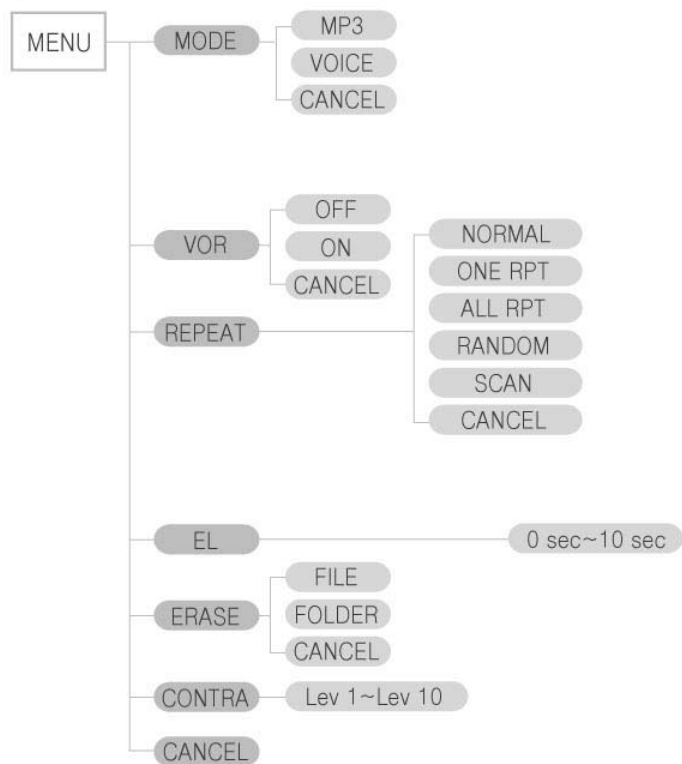 MENU
MODE
MP3
VOICE
CANCEL
VOR
OFF
ON
CANCEL
REPEAT
NORMAL
ONE RPT
ALL RPT
RANDOM
SCAN
CANCEL
EL
0 sec~10 sec
ERASE
FILE
FOLDER
CANCEL
CONTRA
Lev 1~Lev 10
CANCEL